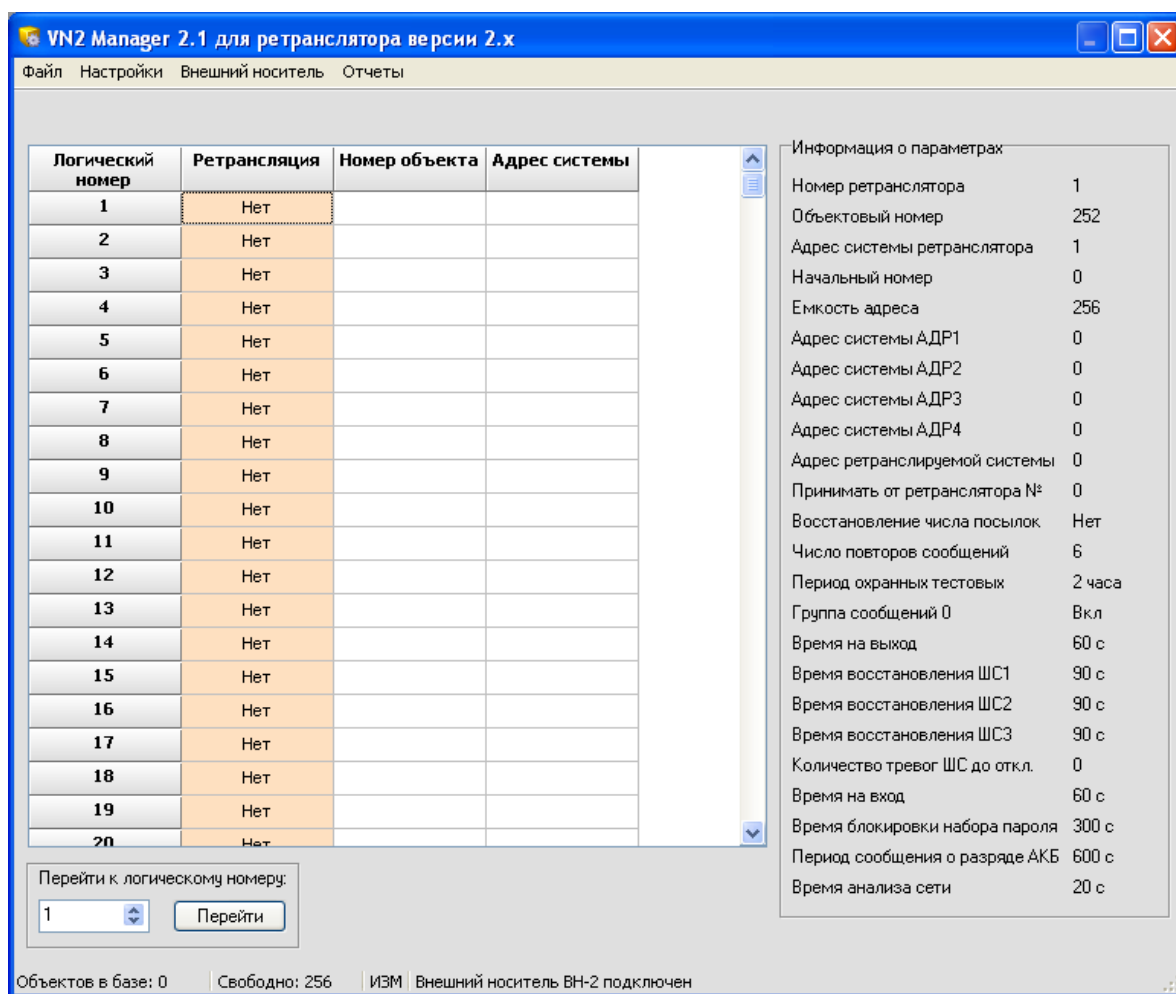 VN2 Manager 2.1 для ретранслятора версии 2.x
Файл Настройки Внешний носитель Отчеты
Логический номер Ретрансляция Номер объекта Адрес системы
1 Нет
2 Нет
3 Нет
4 Нет
5 Нет
6 Нет
7 Нет
8 Нет
9 Нет
10 Нет
11 Нет
12 Нет
13 Нет
14 Нет
15 Нет
16 Нет
17 Нет
18 Нет
19 Нет
20 Нет
Перейти к логическому номеру:
1 Перейти
Информация о параметрах
Номер ретранслятора 1
Объектовый номер 252
Адрес системы ретранслятора 1
Начальный номер 0
Емкость адреса 256
Адрес системы АДР1 0
Адрес системы АДР2 0
Адрес системы АДР3 0
Адрес системы АДР4 0
Адрес ретранслируемой системы 0
Принимать от ретранслятора № 0
Восстановление числа посылок Нет
Число повторов сообщений 6
Период охранных тестовых 2 часа
Группа сообщений 0 Вкл
Время на выход 60 с
Время восстановления ШС1 90 с
Время восстановления ШС2 90 с
Время восстановления ШС3 90 с
Количество тревог ШС до откл. 0
Время на вход 60 с
Время блокировки набора пароля 300 с
Период сообщения о разряде АКБ 600 с
Время анализа сети 20 с
Объектов в базе: 0 Свободно: 256 ИЗМ Внешний носитель ВН-2 подключен